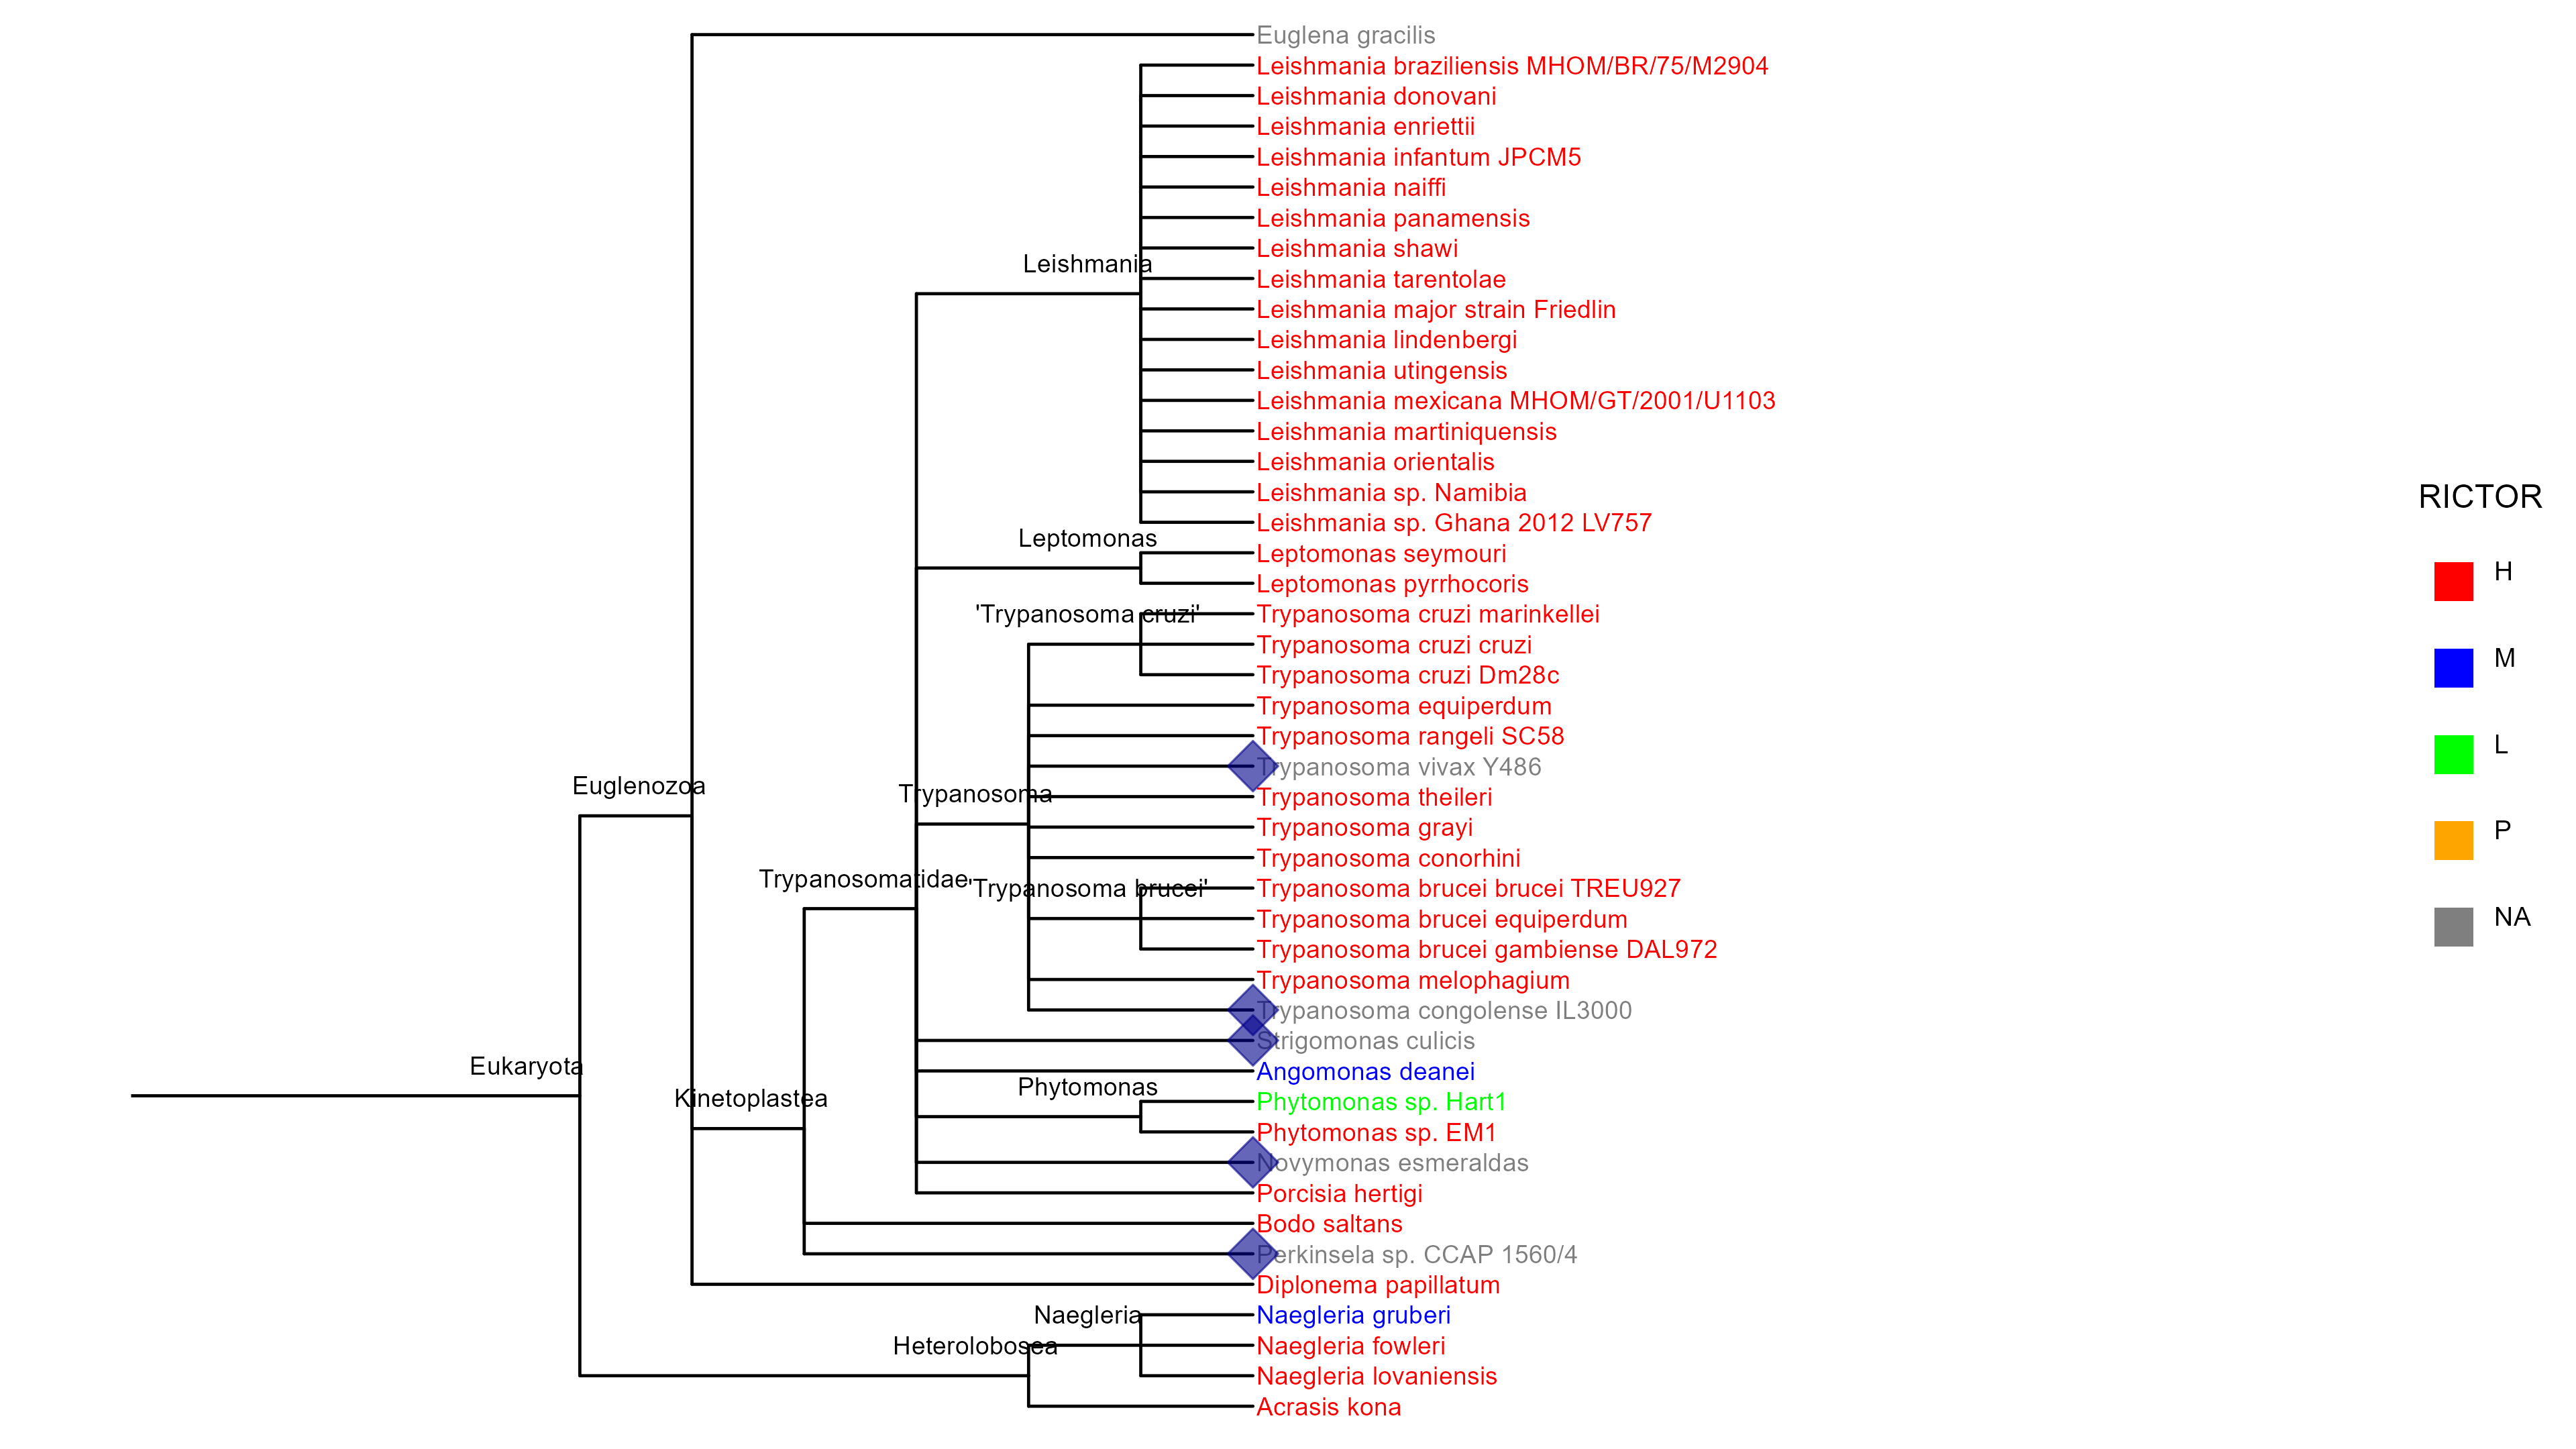 Euglena gracilis
Leishmania braziliensis MHOM/BR/75/M2904
Leishmania donovani
Leishmania enriettii
Leishmania infantum JPCM5
Leishmania naiffi
Leishmania panamensis
Leishmania shawi
Leishmania
Leishmania tarentolae
Leishmania major strain Friedlin
Leishmania lindenbergi
Leishmania utingensis
Leishmania mexicana MHOM/GT/2001/U1103
Leishmania martiniquensis
Leishmania orientalis
Leishmania sp. Namibia
Leishmania sp. Ghana 2012 LV757
Leptomonas
Leptomonas seymouri
Leptomonas pyrrhocoris
'Trypanosoma cruzi'
Trypanosoma cruzi marinkellei
Trypanosoma cruzi cruzi
Trypanosoma cruzi Dm28c
Trypanosoma equiperdum
Trypanosoma rangeli SC58
Trypanosoma vivax Y486
Euglenozoa
Trypanosoma
Trypanosoma theileri
Trypanosoma grayi
Trypanosoma conorhini
Trypanosomatidae
'Trypanosoma brucei'
Trypanosoma brucei brucei TREU927
Trypanosoma brucei equiperdum
Trypanosoma brucei gambiense DAL972
Trypanosoma melophagium
Trypanosoma congolense IL3000
Strigomonas culicis
Eukaryota
Angomonas deanei
Phytomonas
Kinetoplastea
Phytomonas sp. Hart1
Phytomonas sp. EM1
Novymonas esmeraldas
Porcisia hertigi
Bodo saltans
Perkinsela sp. CCAP 1560/4
Diplonema papillatum
Naegleria
Naegleria gruberi
Heterolobosea
Naegleria fowleri
Naegleria lovaniensis
Acrasis kona
RICTOR
H
M
L
P
NA